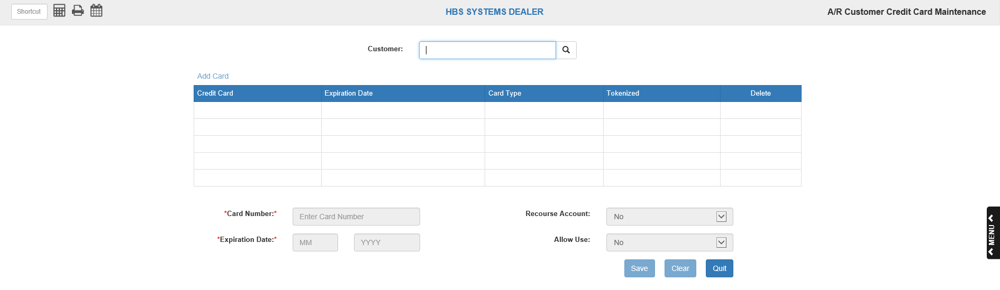 Shortcut
HBS SYSTEMS DEALER
A/R Customer Credit Card Maintenance
Customer:
Add Card
Credit Card Expiration Date Card Type Tokenized Delete
*Card Number:* Enter Card Number Recourse Account: No
*Expiration Date:* MM YYYY Allow Use: No
Save Clear Quit
MENU